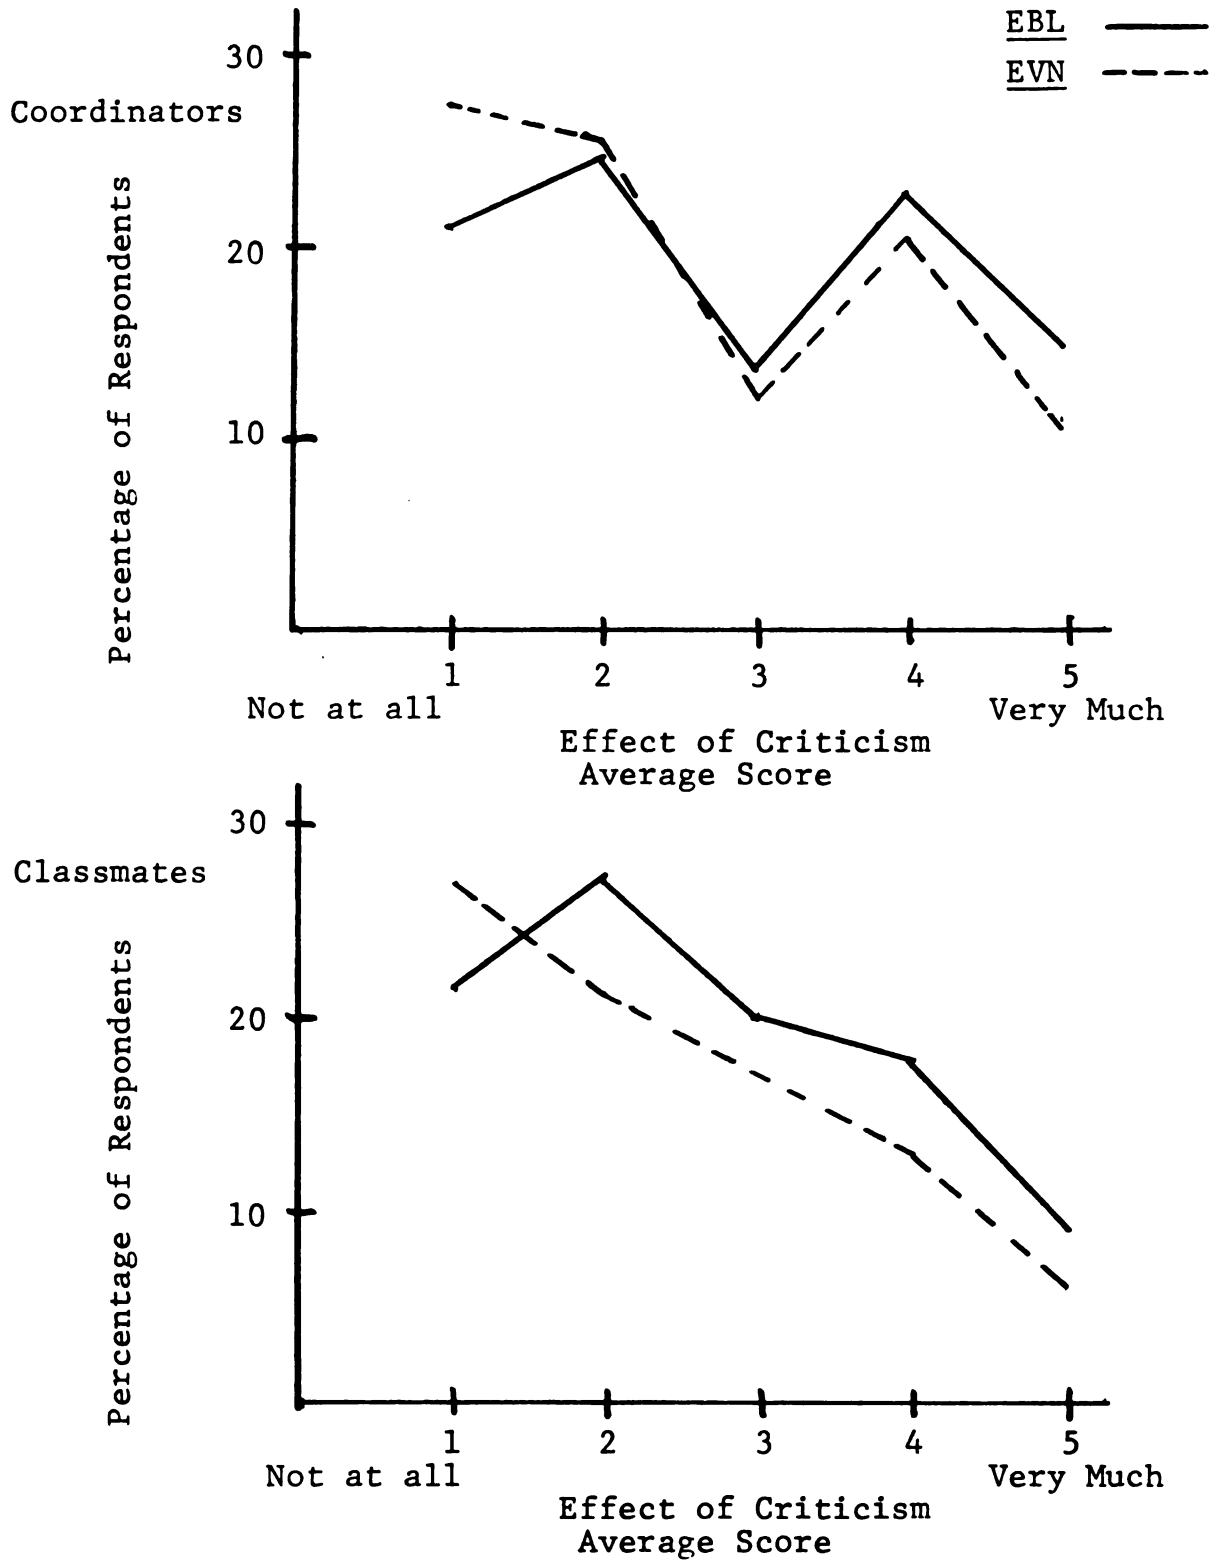 EBL
EVN
30
Coordinators
20
10
Percentage of Respondents
1 2 3 4 5
Not at all Very Much
Effect of Criticism
Average Score
30
Classmates
20
10
Percentage of Respondents
1 2 3 4 5
Not at all Very Much
Effect of Criticism
Average Score